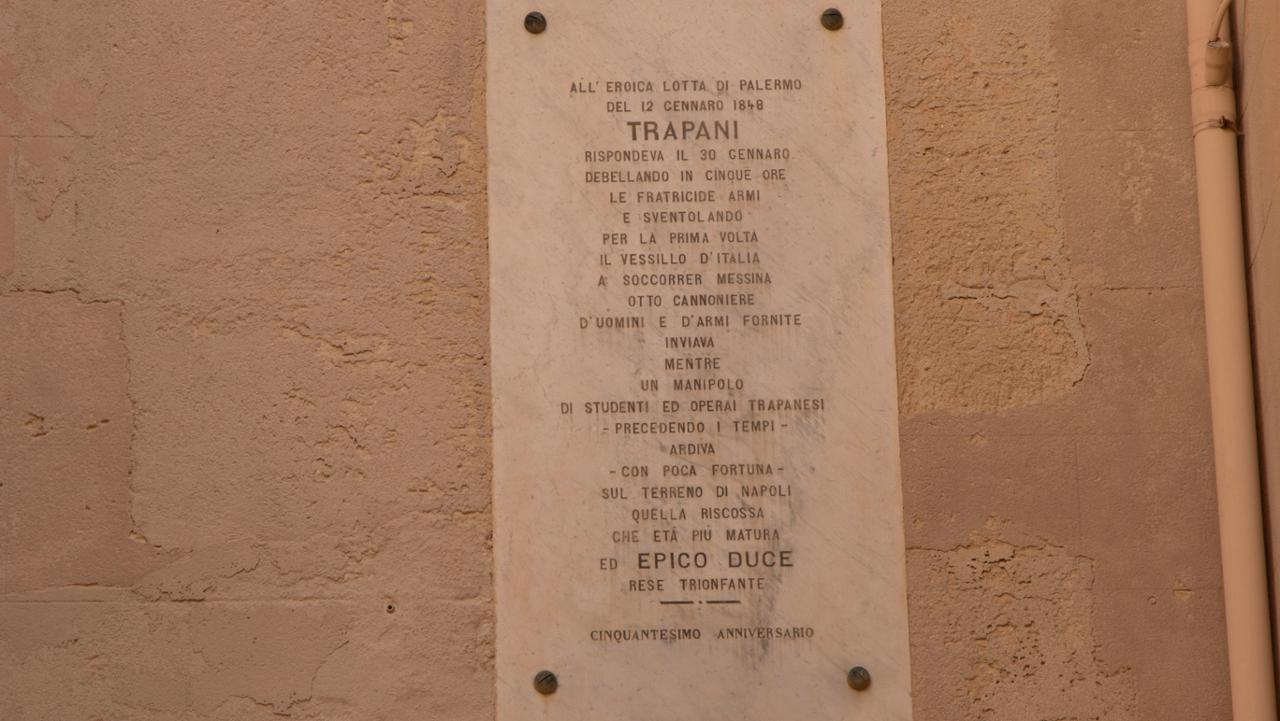 ALL' EROICA LOTTA DI PALERMO
DEL 12 GENNARO 1848
TRAPANI
RISPONDEVA IL 30 GENNARO
DEBELLANDO IN CINQUE ORE
LE FRATRICIDE ARMI
E SVENTOLANDO
PER LA PRIMA VOLTA
IL VESSILLO D'ITALIA
A SOCCORRER MESSINA
OTTO CANNONIERE
D'UOMINI E D'ARMI FORNITE
INVIAVA
MENTRE
UN MANIPOLO
DI STUDENTI ED OPERAI TRAPANESI
- PRECEDENDO I TEMPI -
ARDIVA
- CON POCA FORTUNA -
SUL TERRENO DI NAPOLI
QUELLA RISCOSSA
CHE ETÀ PIÙ MATURA
ED EPICO DUCE
RESE TRIONFANTE
CINQUANTESIMO ANNIVERSARIO